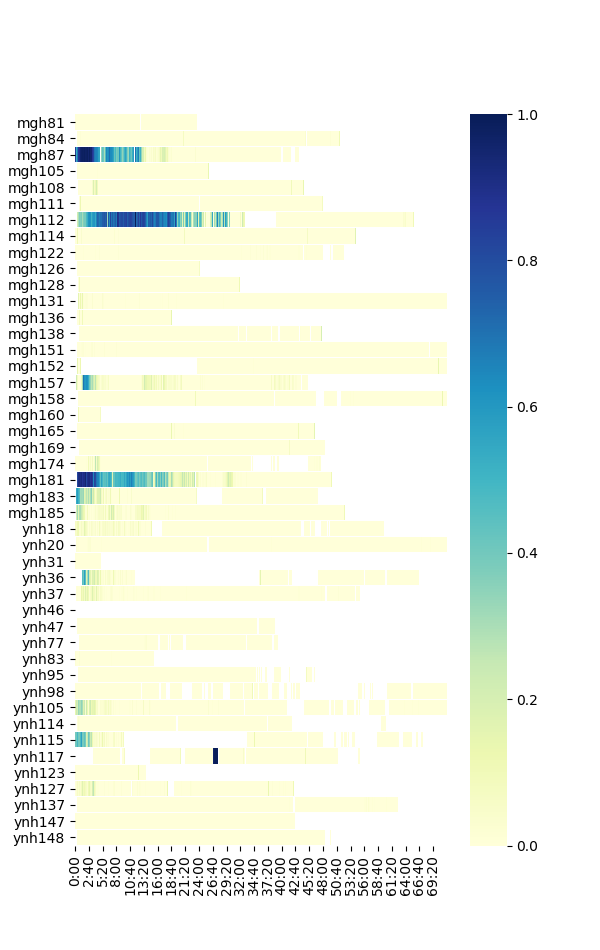 mgh81
mgh84
mgh87
mgh105
mgh108
mgh111
mgh112
mgh114
mgh122
mgh126
mgh128
mgh131
mgh136
mgh138
mgh151
mgh152
mgh157
mgh158
mgh160
mgh165
mgh169
mgh174
mgh181
mgh183
mgh185
ynh18
ynh20
ynh31
ynh36
ynh37
ynh46
ynh47
ynh77
ynh83
ynh95
ynh98
ynh105
ynh114
ynh115
ynh117
ynh123
ynh127
ynh137
ynh147
ynh148
0:00
2:40
5:20
8:00
10:40
13:20
16:00
18:40
21:20
24:00
26:40
29:20
32:00
34:40
37:20
40:00
42:40
45:20
48:00
50:40
53:20
56:00
58:40
61:20
64:00
66:40
69:20
1.0
0.8
0.6
0.4
0.2
0.0